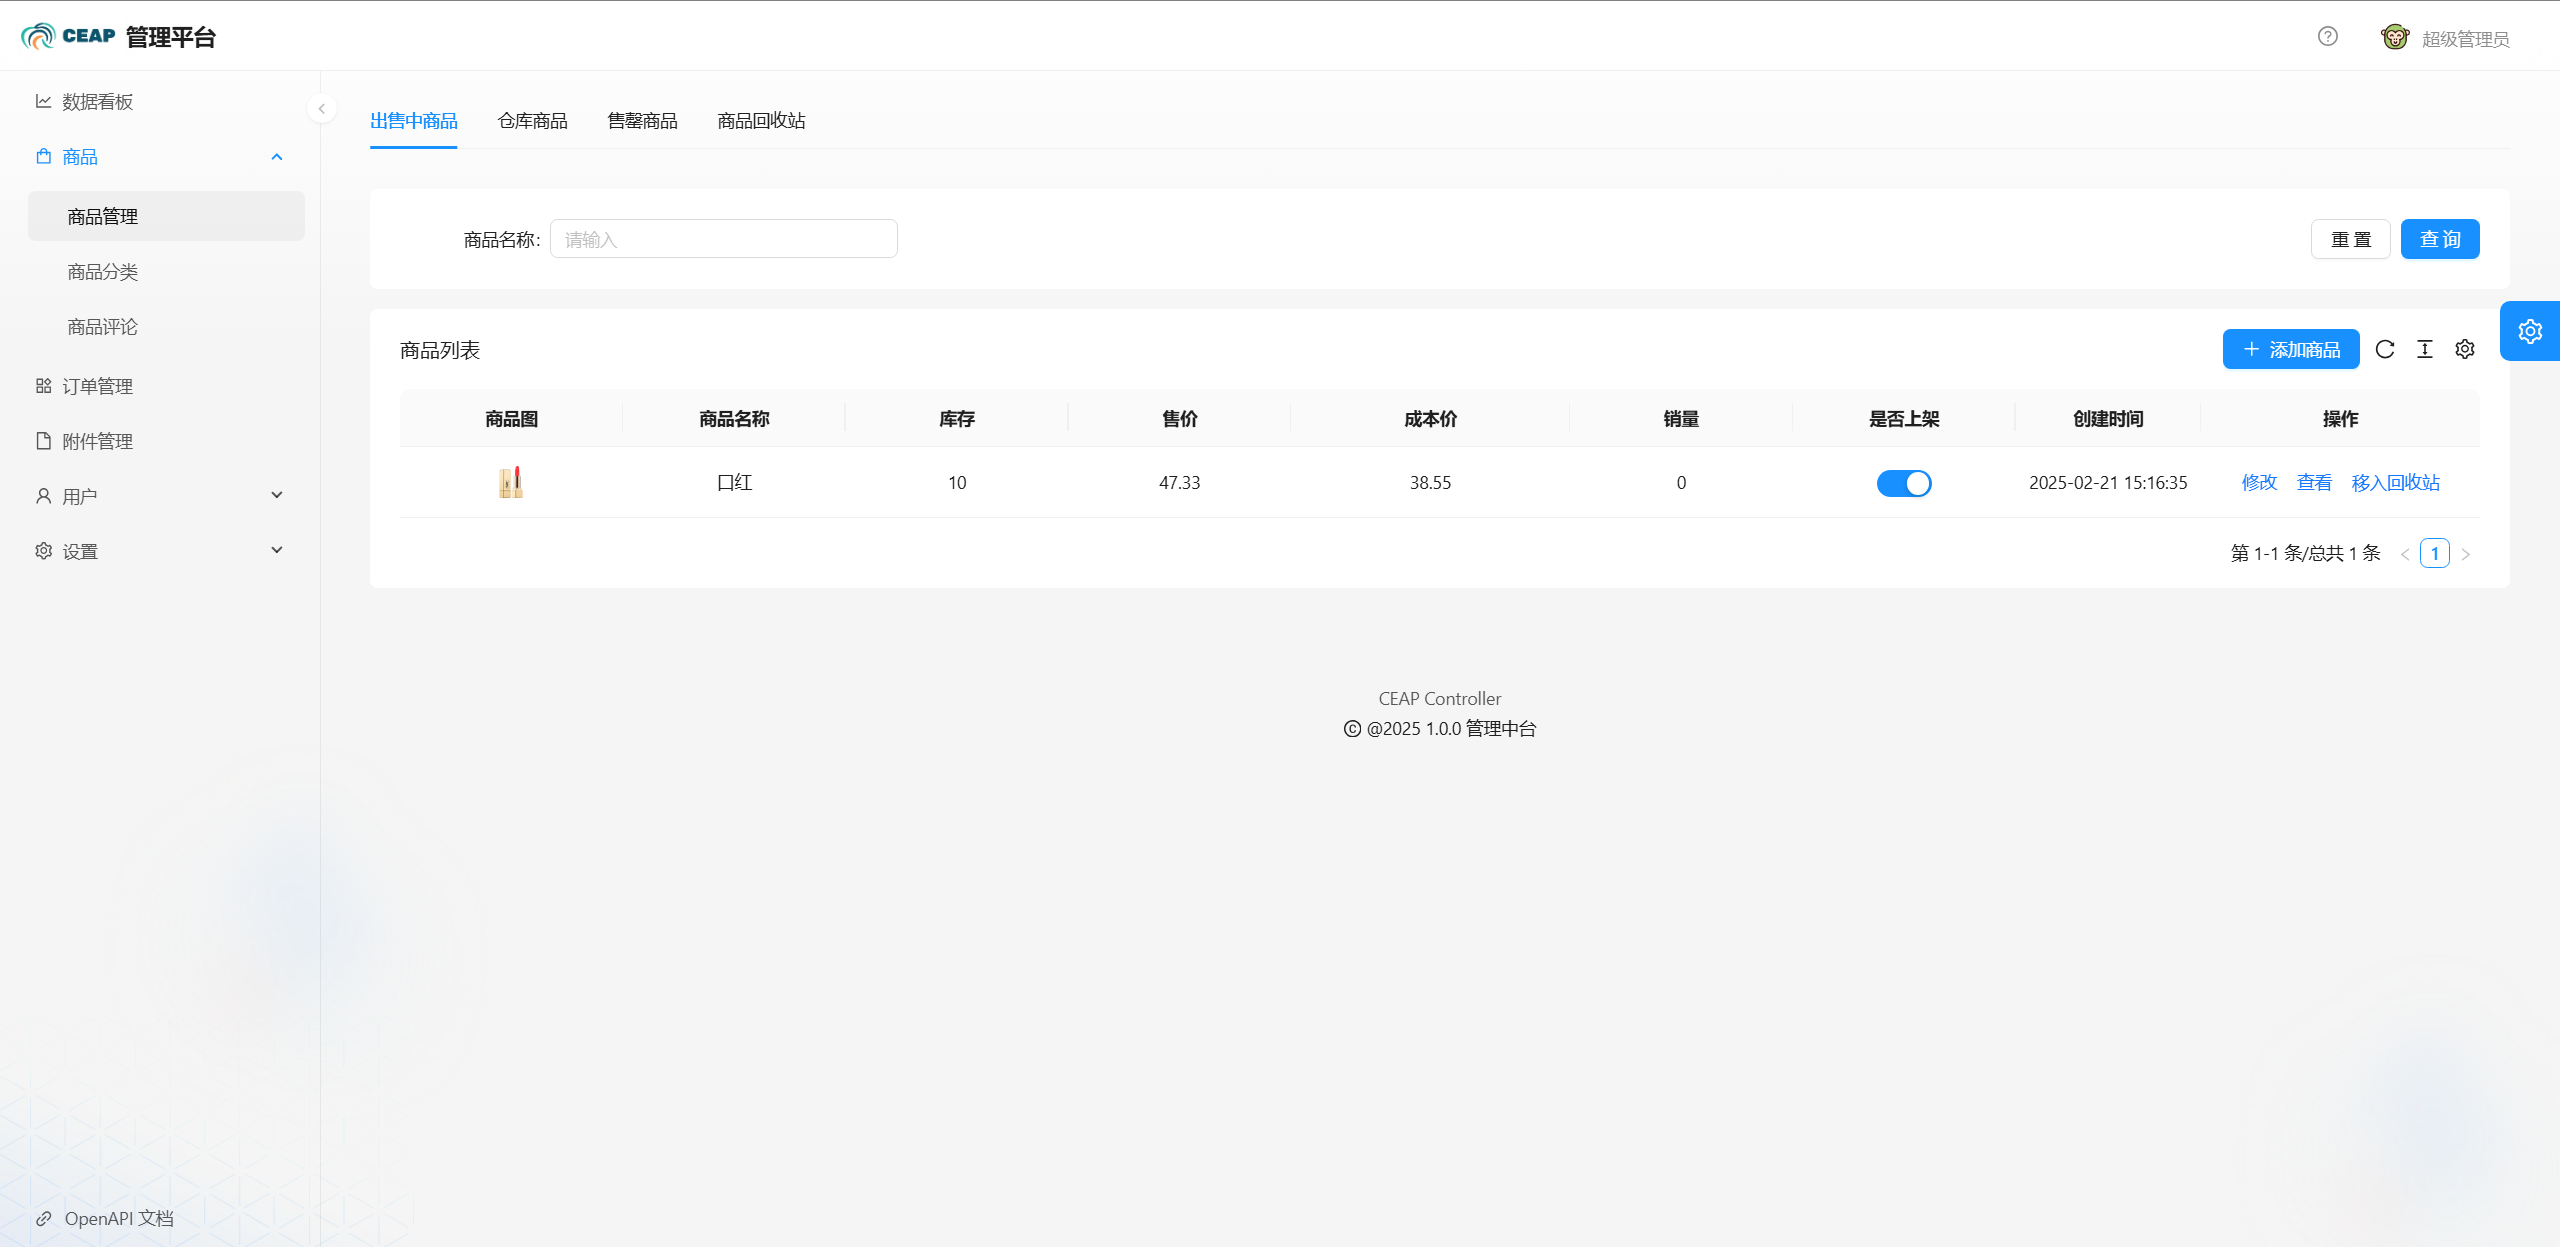 CEAP 管理平台
超级管理员
数据看板
商品
商品管理
商品分类
商品评论
订单管理
附件管理
用户
设置
OpenAPI 文档
出售中商品 仓库商品 售罄商品 商品回收站
商品名称: 请输入 重 置 查 询
商品列表 添加商品
商品图 商品名称 库存 售价 成本价 销量 是否上架 创建时间 操作
口红 10 47.33 38.55 0 2025-02-21 15:16:35 修改 查看 移入回收站
第 1-1 条/总共 1 条 1
CEAP Controller
© @2025 1.0.0 管理中台